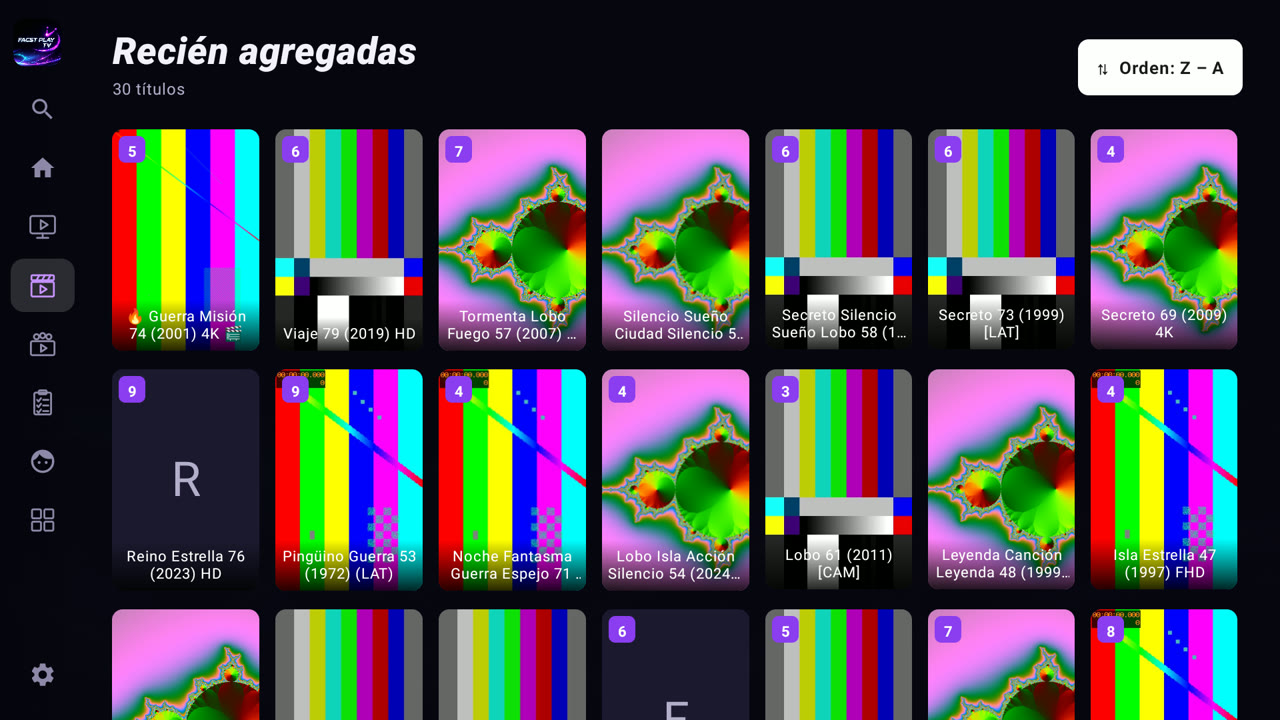 FACST PLAY
TV
Recién agregadas
30 títulos
Orden: Z – A
5
🔥 Guerra Misión
74 (2001) 4K 🎬
6
Viaje 79 (2019) HD
7
Tormenta Lobo
Fuego 57 (2007) ...
Silencio Sueño
Ciudad Silencio 5..
6
Secreto Silencio
Sueño Lobo 58 (1...
6
Secreto 73 (1999)
[LAT]
4
Secreto 69 (2009)
4K
9
R
Reino Estrella 76
(2023) HD
9
Pingüino Guerra 53
(1972) (LAT)
4
Noche Fantasma
Guerra Espejo 71 ..
4
Lobo Isla Acción
Silencio 54 (2024...
3
Lobo 61 (2011)
[CAM]
Leyenda Canción
Leyenda 48 (1999...
4
Isla Estrella 47
(1997) FHD
6
5
7
8